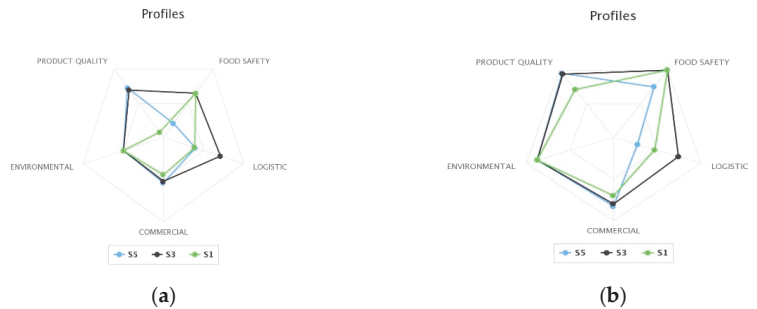 Profiles
PRODUCT QUALITY
FOOD SAFETY
ENVIRONMENTAL
LOGISTIC
COMMERCIAL
S5 S3 S1
(a)
Profiles
PRODUCT QUALITY
FOOD SAFETY
ENVIRONMENTAL
LOGISTIC
COMMERCIAL
S5 S3 S1
(b)